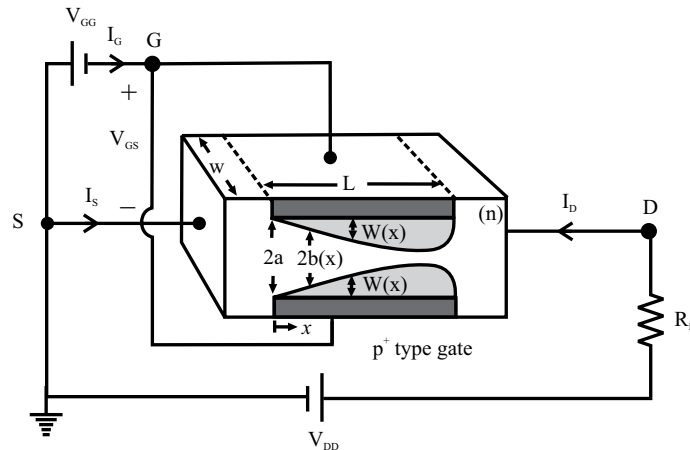 V_GG
I_G
G
+
V_GS
w
L
S
I_S
−
(n)
I_D
D
2a
2b(x)
W(x)
W(x)
x
p⁺ type gate
V_DD